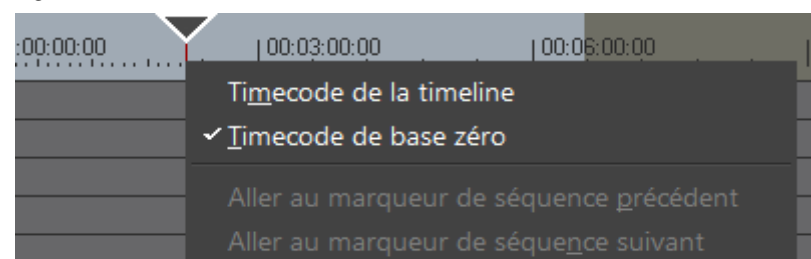 :00:00:00 00:03:00:00 00:06:00:00
Timecode de la timeline
✓ Timecode de base zéro
Aller au marqueur de séquence précédent
Aller au marqueur de séquence suivant